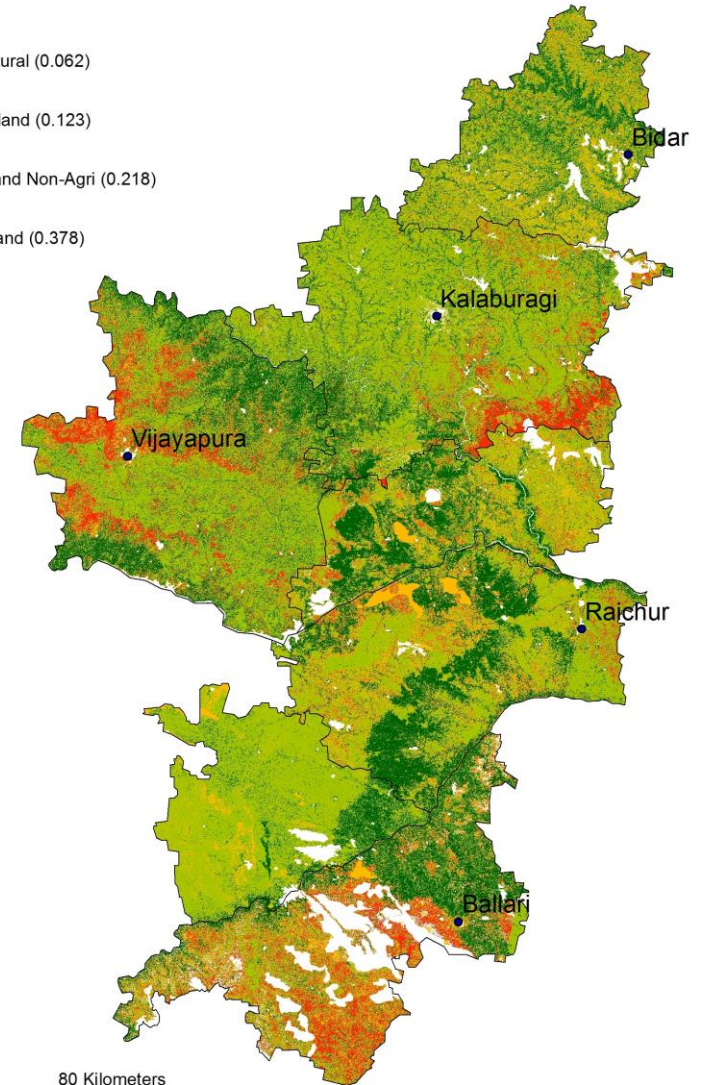 ural (0.062)
land (0.123)
and Non-Agri (0.218)
and (0.378)
Bidar
Kalaburagi
Vijayapura
Raichur
Ballari
80 Kilometers